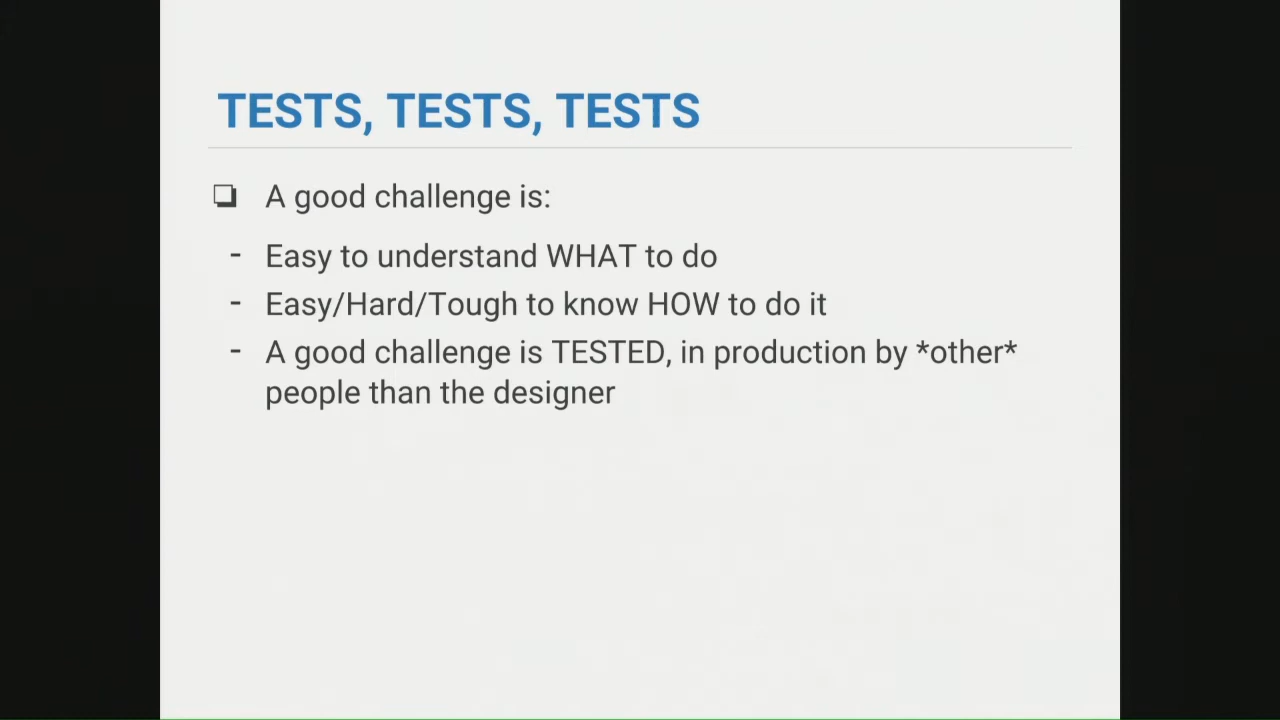 TESTS, TESTS, TESTS
❏ A good challenge is:
- Easy to understand WHAT to do
- Easy/Hard/Tough to know HOW to do it
- A good challenge is TESTED, in production by *other*
people than the designer